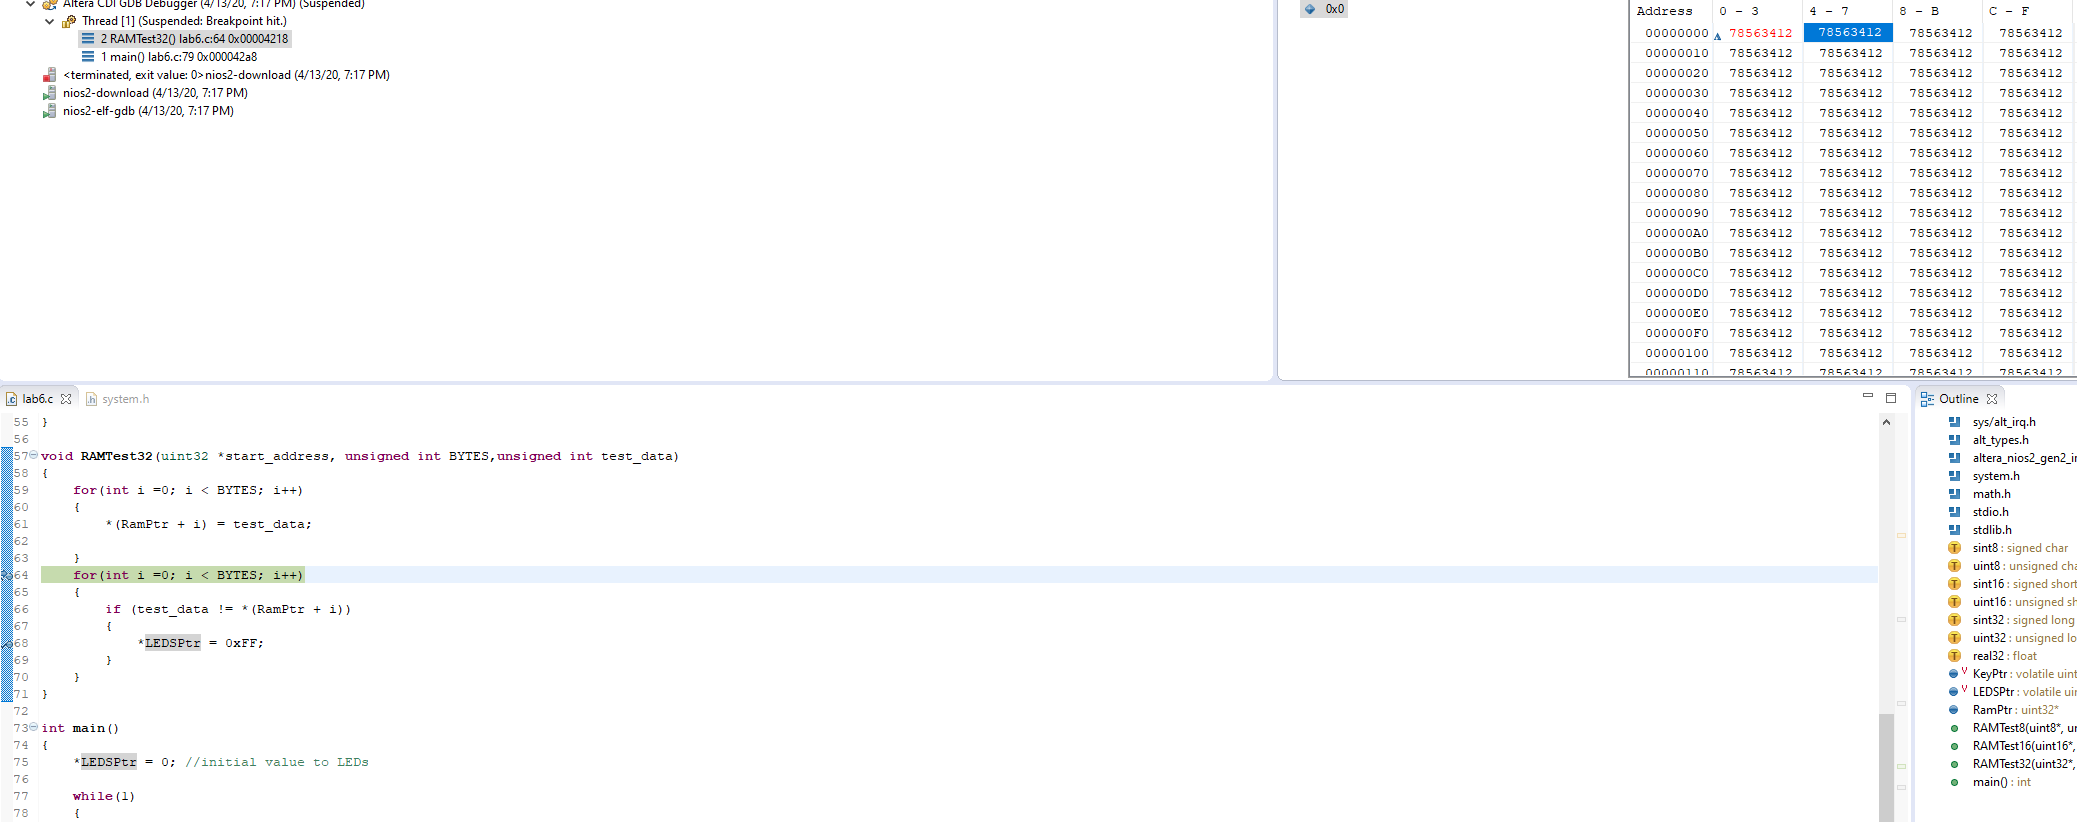 Altera CDI GDB Debugger (4/13/20, 7:17 PM) (Suspended)
Thread [1] (Suspended: Breakpoint hit.)
2 RAMTest32() lab6.c:64 0x00004218
1 main() lab6.c:79 0x000042a8
<terminated, exit value: 0>nios2-download (4/13/20, 7:17 PM)
nios2-download (4/13/20, 7:17 PM)
nios2-elf-gdb (4/13/20, 7:17 PM)
0x0
Address 0 - 3 4 - 7 8 - B C - F
00000000 78563412 78563412 78563412 78563412
00000010 78563412 78563412 78563412 78563412
00000020 78563412 78563412 78563412 78563412
00000030 78563412 78563412 78563412 78563412
00000040 78563412 78563412 78563412 78563412
00000050 78563412 78563412 78563412 78563412
00000060 78563412 78563412 78563412 78563412
00000070 78563412 78563412 78563412 78563412
00000080 78563412 78563412 78563412 78563412
00000090 78563412 78563412 78563412 78563412
000000A0 78563412 78563412 78563412 78563412
000000B0 78563412 78563412 78563412 78563412
000000C0 78563412 78563412 78563412 78563412
000000D0 78563412 78563412 78563412 78563412
000000E0 78563412 78563412 78563412 78563412
000000F0 78563412 78563412 78563412 78563412
00000100 78563412 78563412 78563412 78563412
00000110 78563412 78563412 78563412 78563412
lab6.c system.h
55 }
56
57 void RAMTest32(uint32 *start_address, unsigned int BYTES,unsigned int test_data)
58 {
59 for(int i =0; i < BYTES; i++)
60 {
61 *(RamPtr + i) = test_data;
62
63 }
64 for(int i =0; i < BYTES; i++)
65 {
66 if (test_data != *(RamPtr + i))
67 {
68 *LEDSPtr = 0xFF;
69 }
70 }
71 }
72
73 int main()
74 {
75 *LEDSPtr = 0; //initial value to LEDs
76
77 while(1)
78 {
Outline
sys/alt_irq.h
alt_types.h
altera_nios2_gen2_ir
system.h
math.h
stdio.h
stdlib.h
sint8 : signed char
uint8 : unsigned cha
sint16 : signed short
uint16 : unsigned sh
sint32 : signed long
uint32 : unsigned lo
real32 : float
KeyPtr : volatile uint
LEDSPtr : volatile uin
RamPtr : uint32*
RAMTest8(uint8*, un
RAMTest16(uint16*,
RAMTest32(uint32*,
main() : int